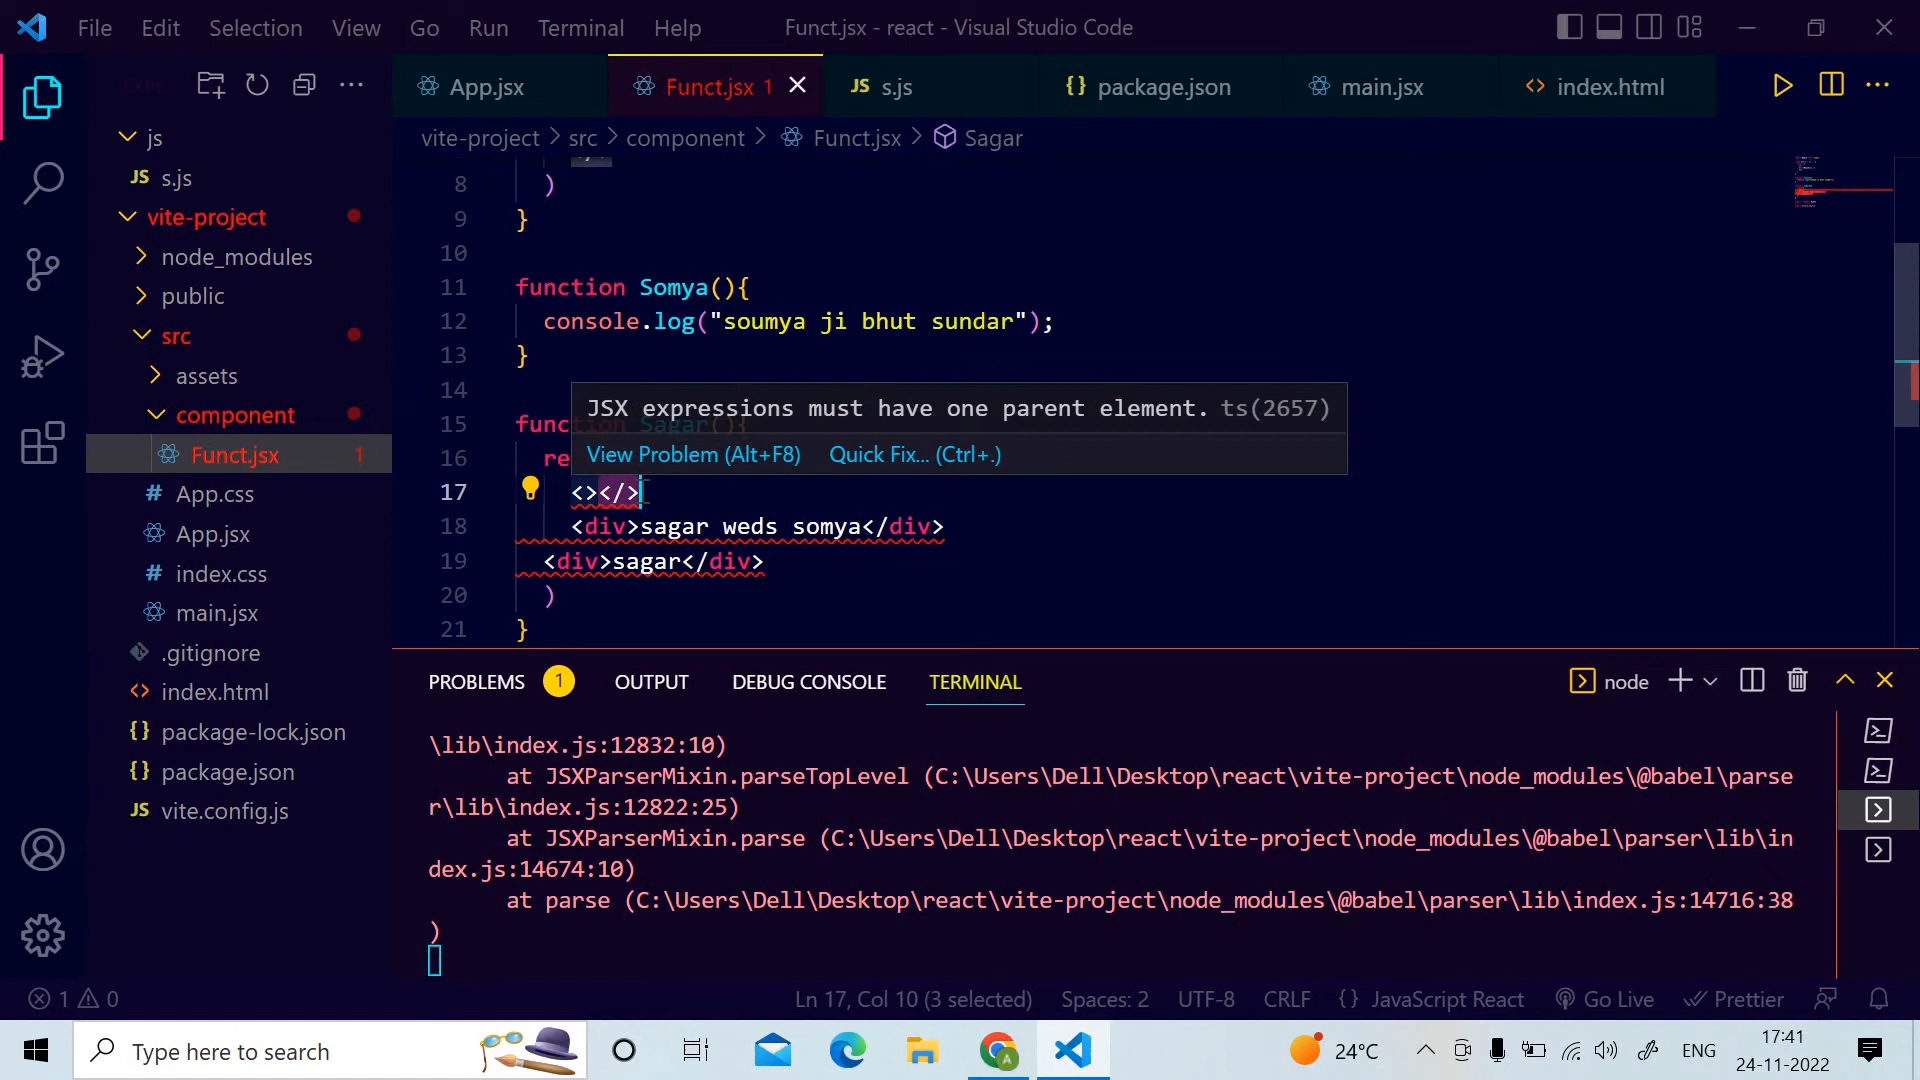 File Edit Selection View Go Run Terminal Help Funct.jsx - react - Visual Studio Code
App.jsx Funct.jsx 1 JS s.js {} package.json main.jsx <> index.html
vite-project > src > component > Funct.jsx > Sagar
js
JS s.js
vite-project
node_modules
public
src
assets
component
Funct.jsx 1
# App.css
App.jsx
# index.css
main.jsx
.gitignore
<> index.html
{} package-lock.json
{} package.json
JS vite.config.js
8 )
9 }
10
11 function Somya(){
12 console.log("soumya ji bhut sundar");
13 }
14
JSX expressions must have one parent element. ts(2657)
15 func Sagar(){
View Problem (Alt+F8) Quick Fix... (Ctrl+.)
16 re
17 <></>
18 <div>sagar weds somya</div>
19 <div>sagar</div>
20 )
21 }
PROBLEMS 1 OUTPUT DEBUG CONSOLE TERMINAL node
\lib\index.js:12832:10)
at JSXParserMixin.parseTopLevel (C:\Users\Dell\Desktop\react\vite-project\node_modules\@babel\parse
r\lib\index.js:12822:25)
at JSXParserMixin.parse (C:\Users\Dell\Desktop\react\vite-project\node_modules\@babel\parser\lib\in
dex.js:14674:10)
at parse (C:\Users\Dell\Desktop\react\vite-project\node_modules\@babel\parser\lib\index.js:14716:38
)
1 0 Ln 17, Col 10 (3 selected) Spaces: 2 UTF-8 CRLF {} JavaScript React Go Live Prettier
Type here to search 24°C ENG 17:41
24-11-2022